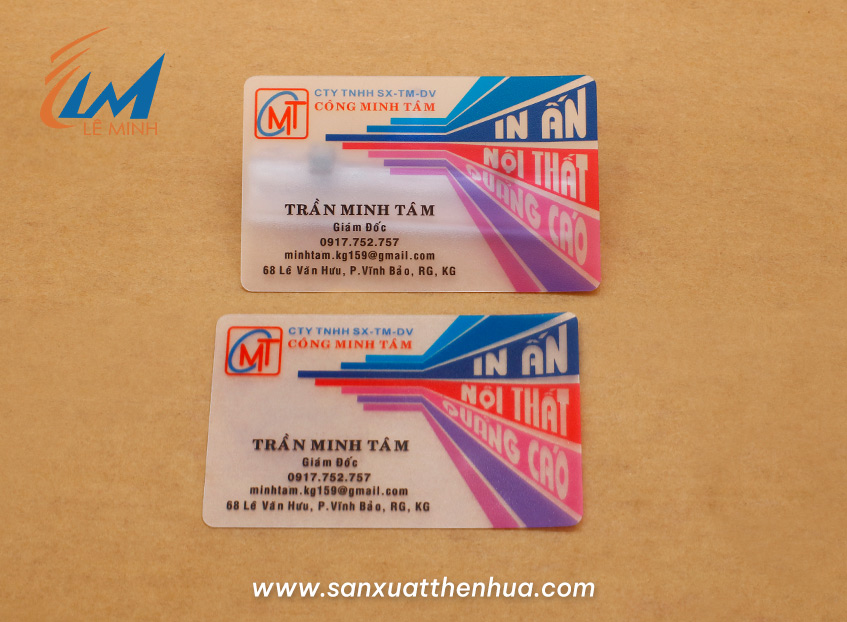 LM
LÊ MINH
CMT
CTY TNHH SX-TM-DV
CÔNG MINH TÂM
IN ẤN
NỘI THẤT
QUẢNG CÁO
TRẦN MINH TÂM
Giám Đốc
0917.752.757
minhtam.kg159@gmail.com
68 Lê Văn Hưu, P.Vĩnh Bảo, RG, KG
CMT
CTY TNHH SX-TM-DV
CÔNG MINH TÂM
IN ẤN
NỘI THẤT
QUẢNG CÁO
TRẦN MINH TÂM
Giám Đốc
0917.752.757
minhtam.kg159@gmail.com
68 Lê Văn Hưu, P.Vĩnh Bảo, RG, KG
www.sanxuatthenhua.com